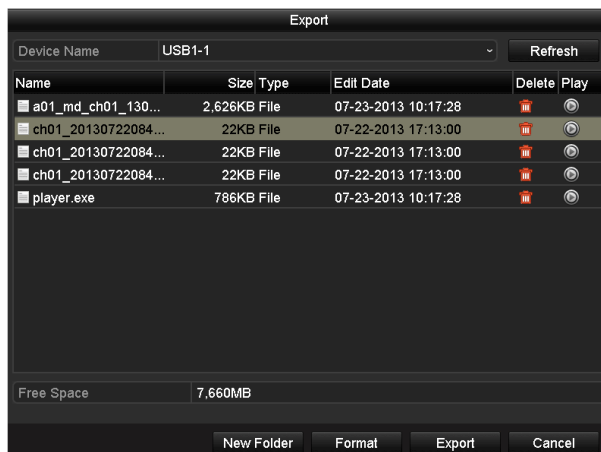 Export
Device Name USB1-1 Refresh
Name Size Type Edit Date Delete Play
a01_md_ch01_130... 2,626KB File 07-23-2013 10:17:28
ch01_20130722084... 22KB File 07-22-2013 17:13:00
ch01_20130722084... 22KB File 07-22-2013 17:13:00
ch01_20130722084... 22KB File 07-22-2013 17:13:00
player.exe 786KB File 07-23-2013 10:17:28
Free Space 7,660MB
New Folder Format Export Cancel